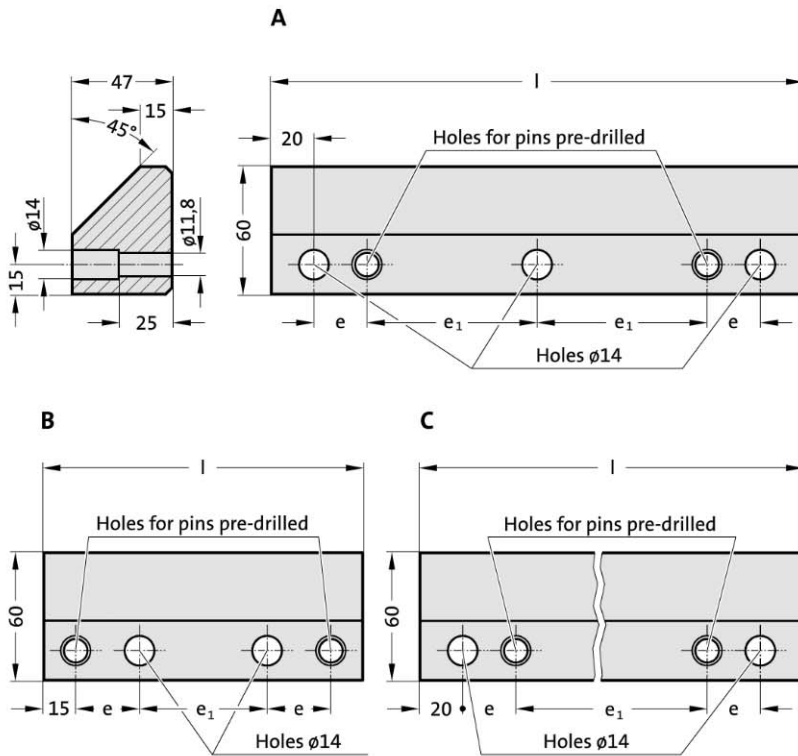 A
47
15
45°
ø14
15
ø11,8
25
l
20
Holes for pins pre-drilled
60
e
e₁
e₁
e
Holes ø14
B
l
Holes for pins pre-drilled
60
15
e
e₁
e
Holes ø14
C
l
Holes for pins pre-drilled
60
20
e
e₁
e
Holes ø14